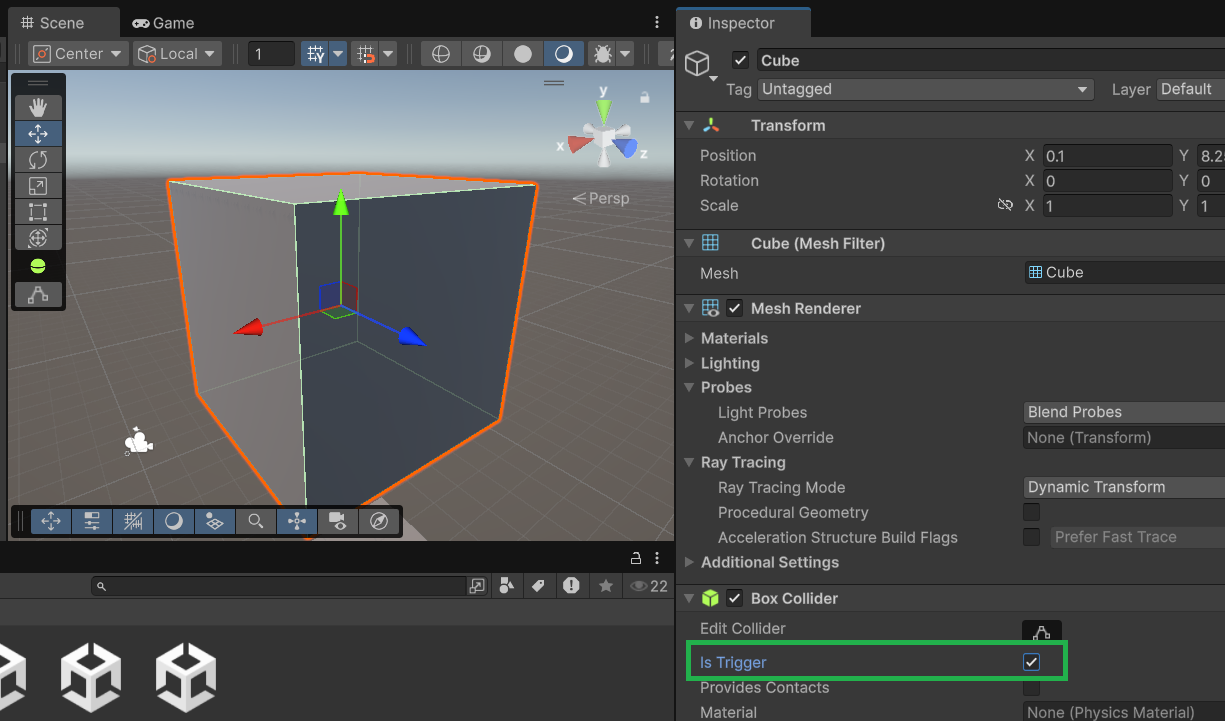 Scene Game
Center Local 1
y
x
z
Persp
22
Inspector
Cube
Tag Untagged Layer Default
Transform
Position X 0.1 Y 8.2
Rotation X 0 Y 0
Scale X 1 Y 1
Cube (Mesh Filter)
Mesh Cube
Mesh Renderer
Materials
Lighting
Probes
Light Probes Blend Probes
Anchor Override None (Transform)
Ray Tracing
Ray Tracing Mode Dynamic Transform
Procedural Geometry
Acceleration Structure Build Flags Prefer Fast Trace
Additional Settings
Box Collider
Edit Collider
Is Trigger
Provides Contacts
Material None (Physics Material)